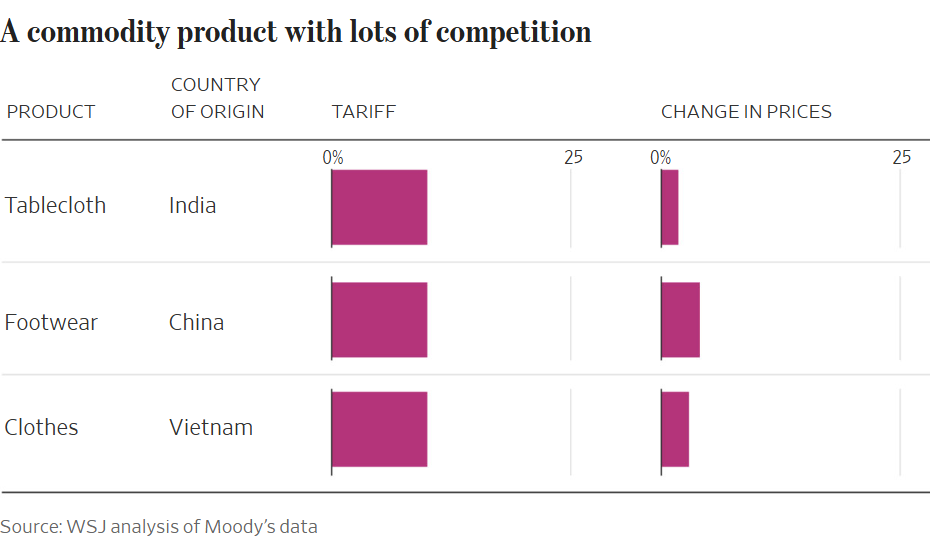 A commodity product with lots of competition
PRODUCT
COUNTRY
OF ORIGIN
TARIFF
CHANGE IN PRICES
0% 25 0% 25
Tablecloth India
Footwear China
Clothes Vietnam
Source: WSJ analysis of Moody’s data